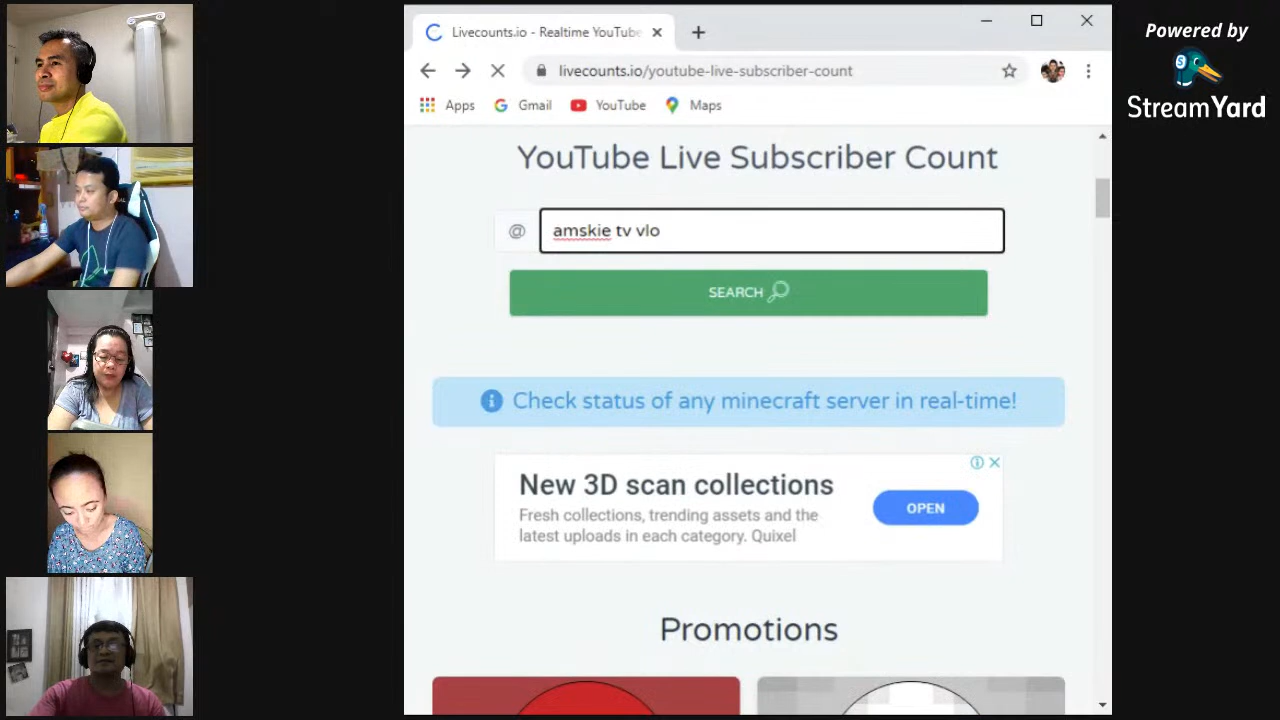 Livecounts.io - Realtime YouTube
livecounts.io/youtube-live-subscriber-count
Apps Gmail YouTube Maps
YouTube Live Subscriber Count
@ amskie tv vlo
SEARCH
Check status of any minecraft server in real-time!
New 3D scan collections
Fresh collections, trending assets and the
latest uploads in each category. Quixel
OPEN
Promotions
Powered by
StreamYard